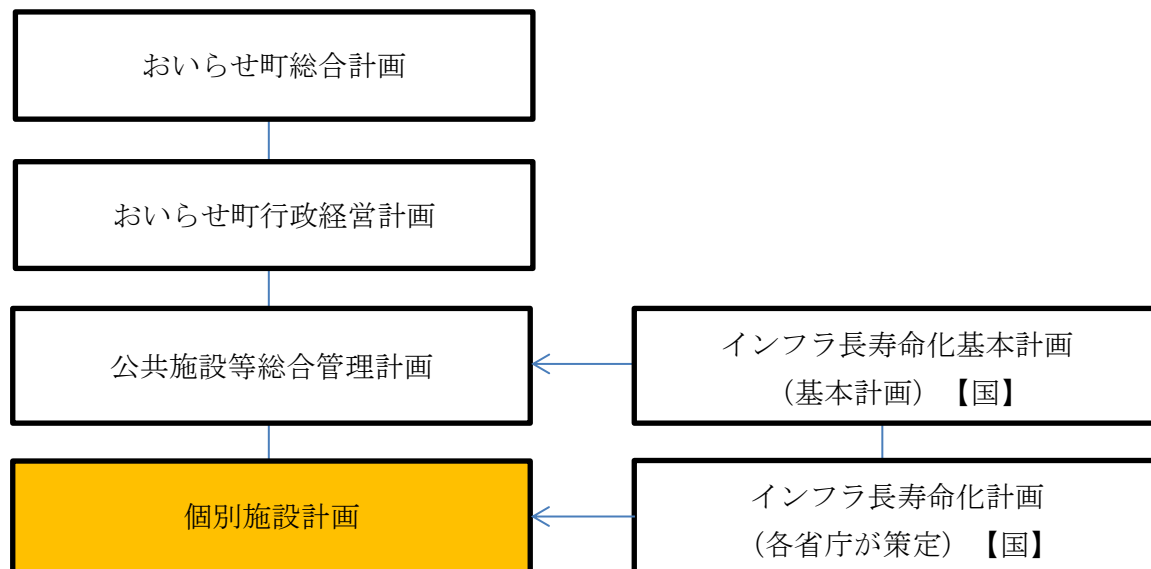 おいらせ町総合計画
おいらせ町行政経営計画
公共施設等総合管理計画
インフラ長寿命化基本計画
（基本計画）【国】
個別施設計画
インフラ長寿命化計画
（各省庁が策定）【国】